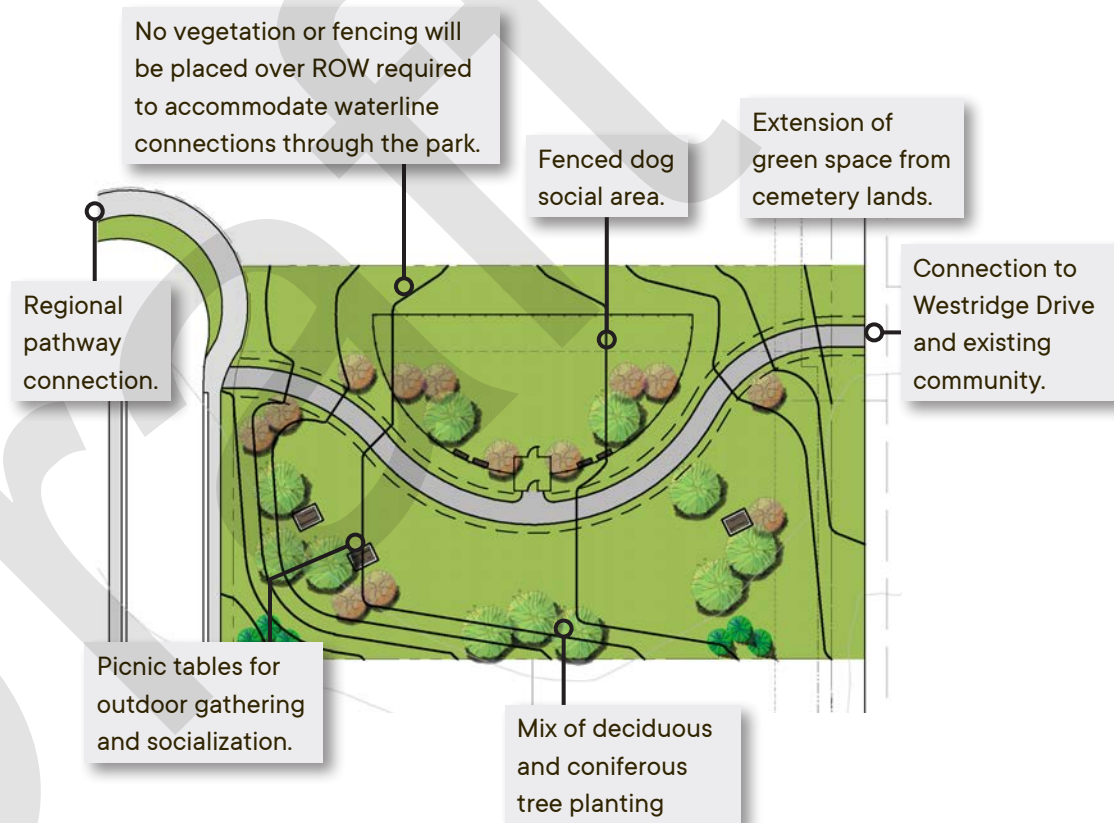 No vegetation or fencing will
be placed over ROW required
to accommodate waterline
connections through the park.
Fenced dog
social area.
Extension of
green space from
cemetery lands.
Connection to
Westridge Drive
and existing
community.
Regional
pathway
connection.
Picnic tables for
outdoor gathering
and socialization.
Mix of deciduous
and coniferous
tree planting